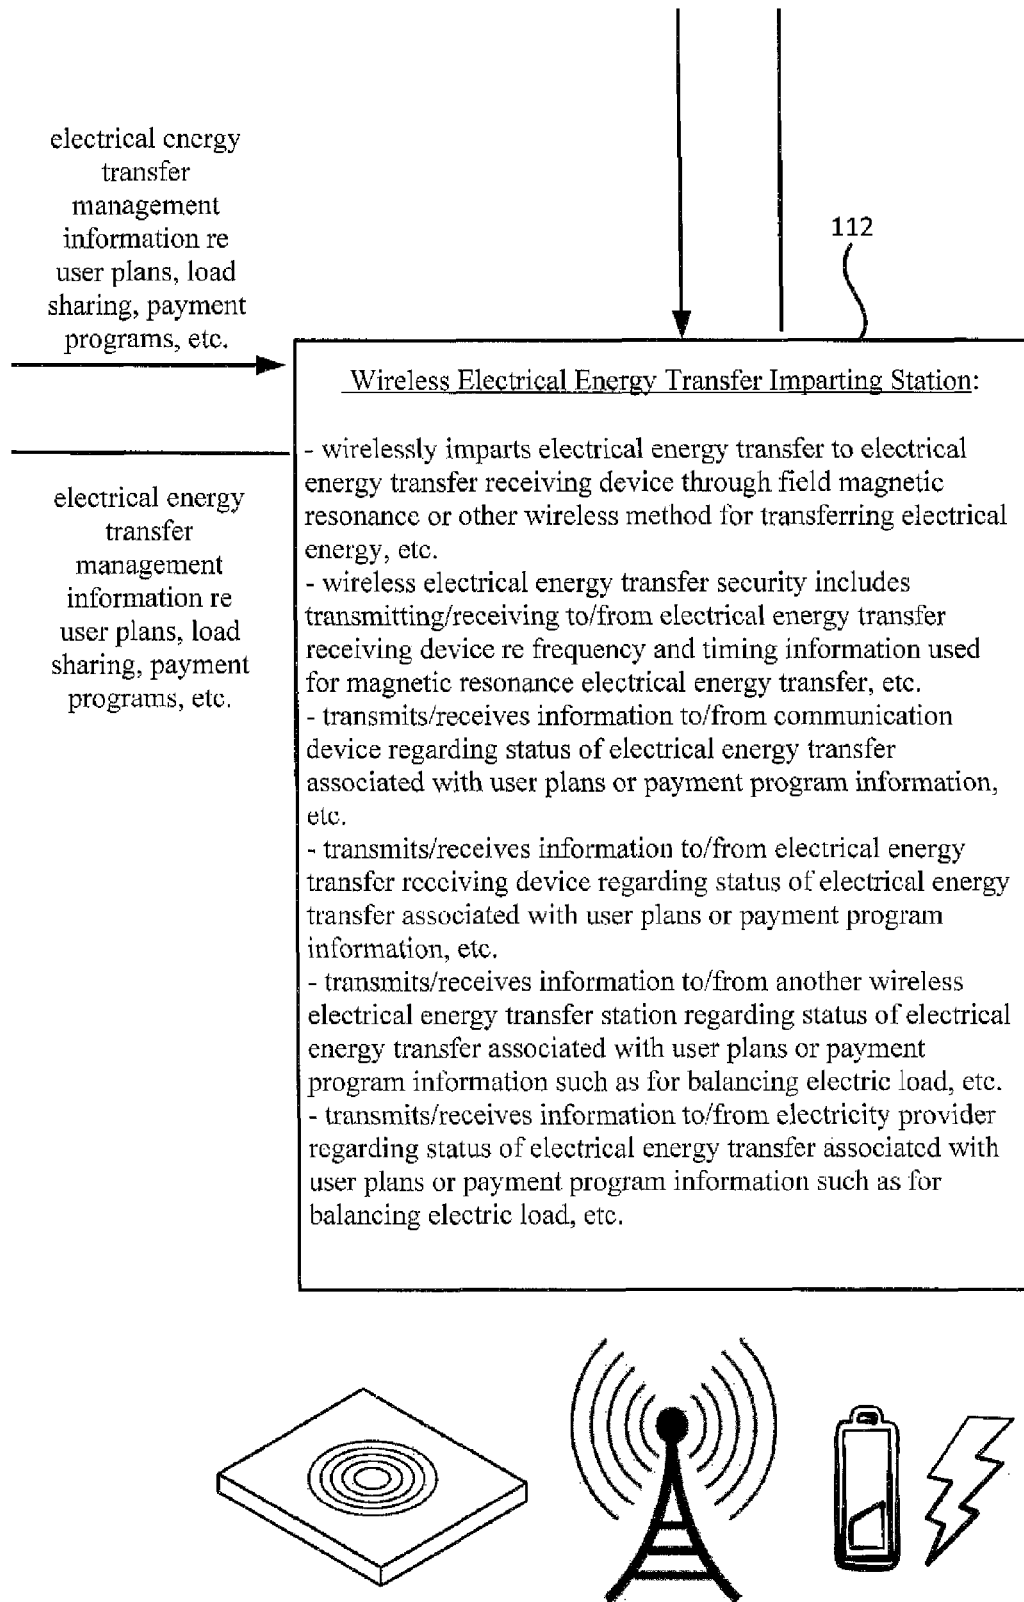 electrical energy
transfer
management
information re
user plans, load
sharing, payment
programs, etc.
112
Wireless Electrical Energy Transfer Imparting Station:
- wirelessly imparts electrical energy transfer to electrical
energy transfer receiving device through field magnetic
resonance or other wireless method for transferring electrical
energy, etc.
- wireless electrical energy transfer security includes
transmitting/receiving to/from electrical energy transfer
receiving device re frequency and timing information used
for magnetic resonance electrical energy transfer, etc.
- transmits/receives information to/from communication
device regarding status of electrical energy transfer
associated with user plans or payment program information,
etc.
- transmits/receives information to/from electrical energy
transfer receiving device regarding status of electrical energy
transfer associated with user plans or payment program
information, etc.
- transmits/receives information to/from another wireless
electrical energy transfer station regarding status of electrical
energy transfer associated with user plans or payment
program information such as for balancing electric load, etc.
- transmits/receives information to/from electricity provider
regarding status of electrical energy transfer associated with
user plans or payment program information such as for
balancing electric load, etc.
electrical energy
transfer
management
information re
user plans, load
sharing, payment
programs, etc.